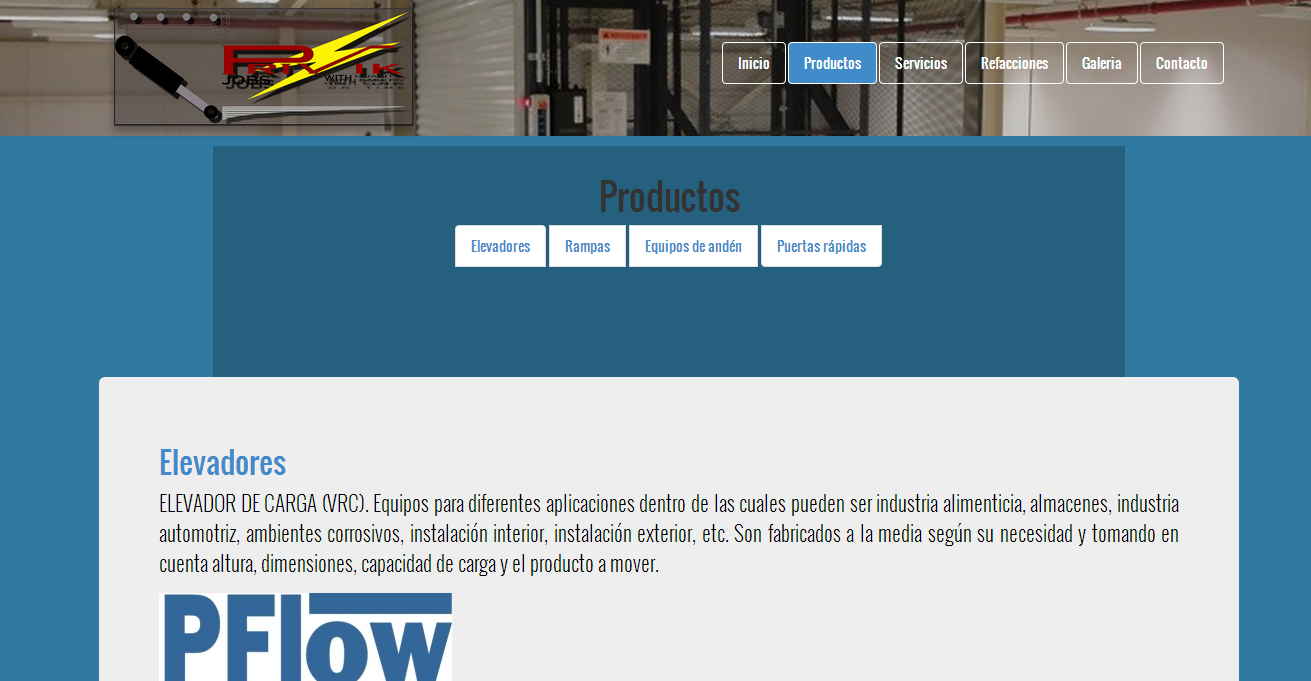 JOBS WITH
Inicio Productos Servicios Refacciones Galeria Contacto
Productos
Elevadores Rampas Equipos de andén Puertas rápidas
Elevadores
ELEVADOR DE CARGA (VRC). Equipos para diferentes aplicaciones dentro de las cuales pueden ser industria alimenticia, almacenes, industria
automotriz, ambientes corrosivos, instalación interior, instalación exterior, etc. Son fabricados a la media según su necesidad y tomando en
cuenta altura, dimensiones, capacidad de carga y el producto a mover.
PFlow